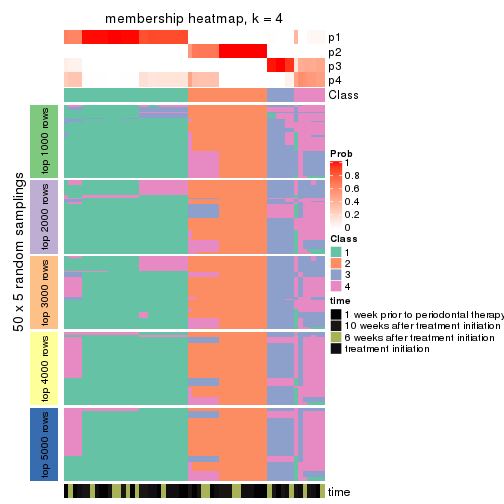 membership heatmap, k = 4
p1
p2
p3
p4
Class
50 x 5 random samplings
top 1000 rows
top 2000 rows
top 3000 rows
top 4000 rows
top 5000 rows
Prob
1
0.8
0.6
0.4
0.2
0
Class
1
2
3
4
time
1 week prior to periodontal therapy
10 weeks after treatment initiation
6 weeks after treatment initiation
treatment initiation
time